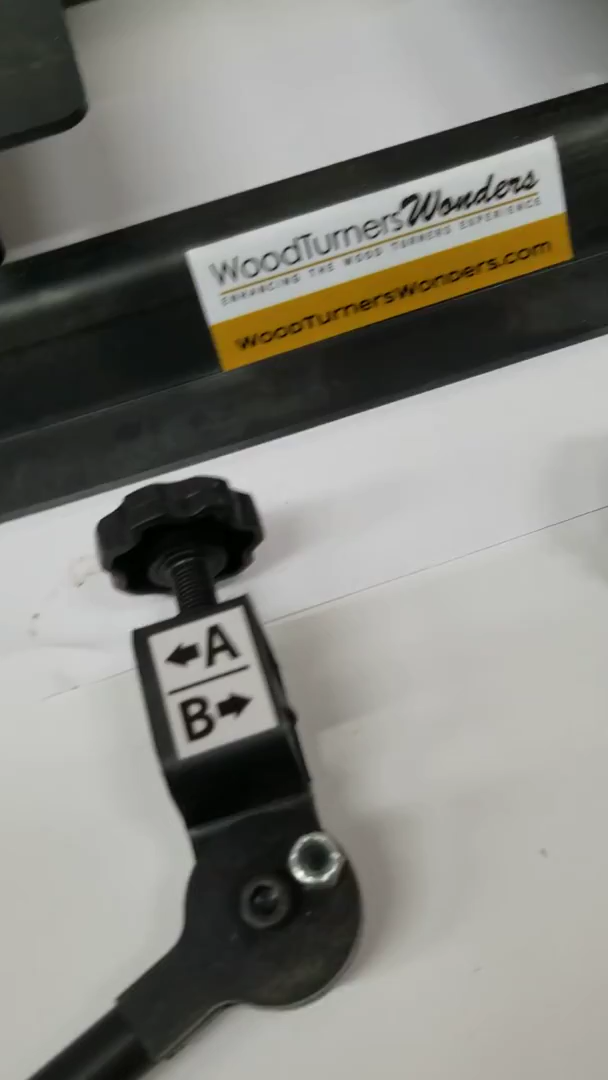 WoodTurnersWonders
ENHANCING THE WOOD TURNERS EXPERIENCE
WoodTurnersWonders.com
←A
B→